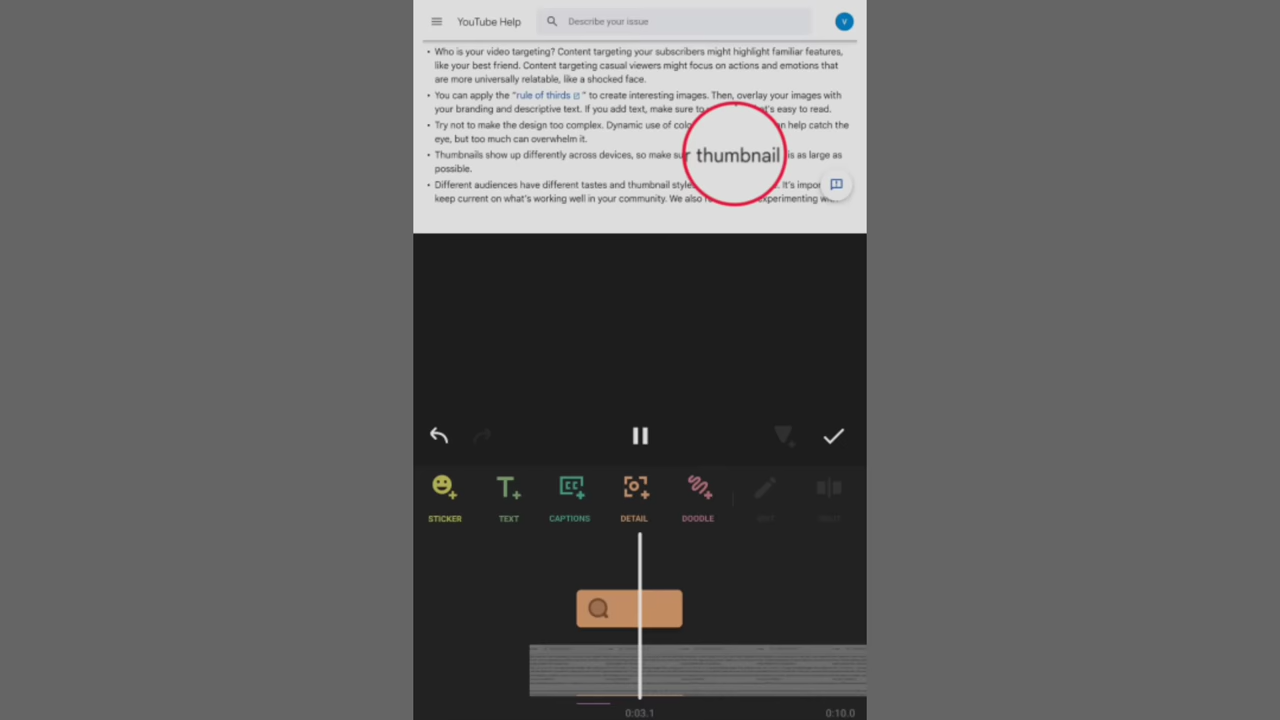 YouTube Help
Describe your issue
V
• Who is your video targeting? Content targeting your subscribers might highlight familiar features,
like your best friend. Content targeting casual viewers might focus on actions and emotions that
are more universally relatable, like a shocked face.
• You can apply the "rule of thirds " to create interesting images. Then, overlay your images with
your branding and descriptive text. If you add text, make sure to 's easy to read.
• Try not to make the design too complex. Dynamic use of help catch the
eye, but too much can overwhelm it.
• Thumbnails show up differently across devices, so make r thumbnail is as large as
possible.
• Different audiences have different tastes and thumbnail It's
keep current on what's working well in your community. We also experimenting
STICKER TEXT CAPTIONS DETAIL DOODLE
0:03.1 0:10.0